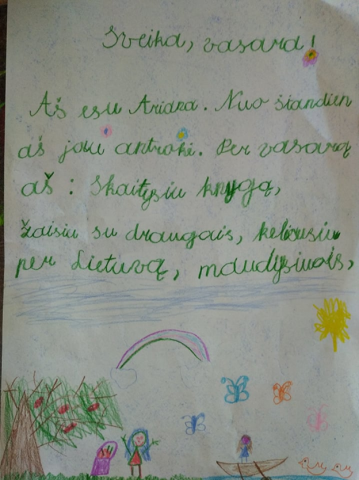 Sveika, vasara!
Aš esu Ariana. Nuo šiandien
aš jau antrokė. Per vasarą
aš: Skaitysiu knygą,
žaisiu su draugais, keliausiu
per Lietuvą, maudysiuos,